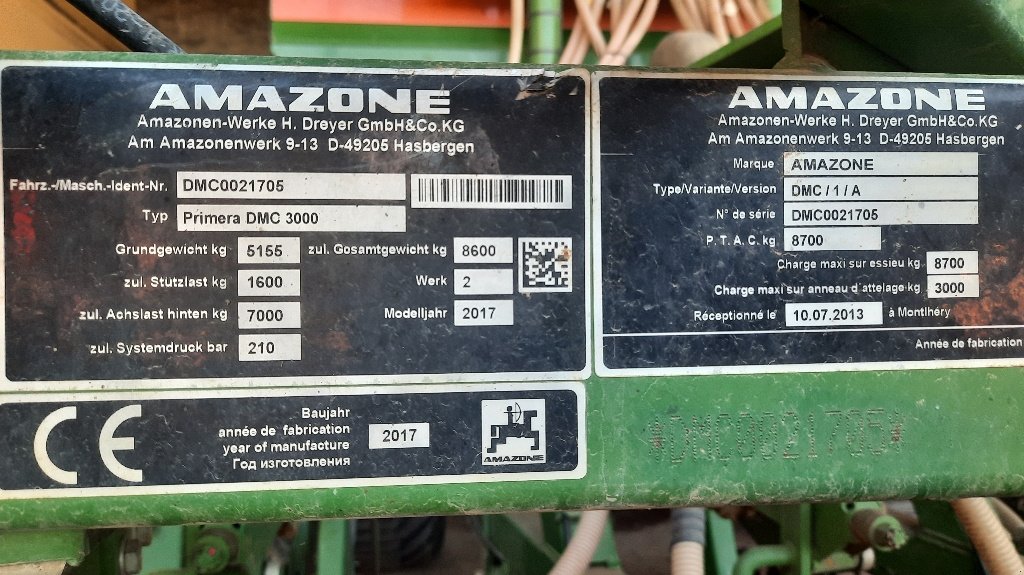 AMAZONE
Amazonen-Werke H. Dreyer GmbH&Co.KG
Am Amazonenwerk 9-13 D-49205 Hasbergen
Fahrz.-/Masch.-Ident-Nr. DMC0021705
Typ Primera DMC 3000
Grundgewicht kg 5155 zul. Gosamtgewicht kg 8600
zul. Stützlast kg 1600 Werk 2
zul. Achslast hinten kg 7000 Modelljahr 2017
zul. Systemdruck bar 210
Baujahr
année de fabrication
year of manufacture
Год изготовления
2017
CE
AMAZONE
AMAZONE
Amazonen-Werke H. Dreyer GmbH&Co.KG
Am Amazonenwerk 9-13 D-49205 Hasbergen
Marque AMAZONE
Type/Variante/Version DMC / 1 / A
N° de série DMC0021705
P.T.A.C. kg 8700
Charge maxi sur essieu kg 8700
Charge maxi sur anneau d'attelage kg 3000
Réceptionné le 10.07.2013 à Montlhéry
Année de fabrication
*DMC0021705*